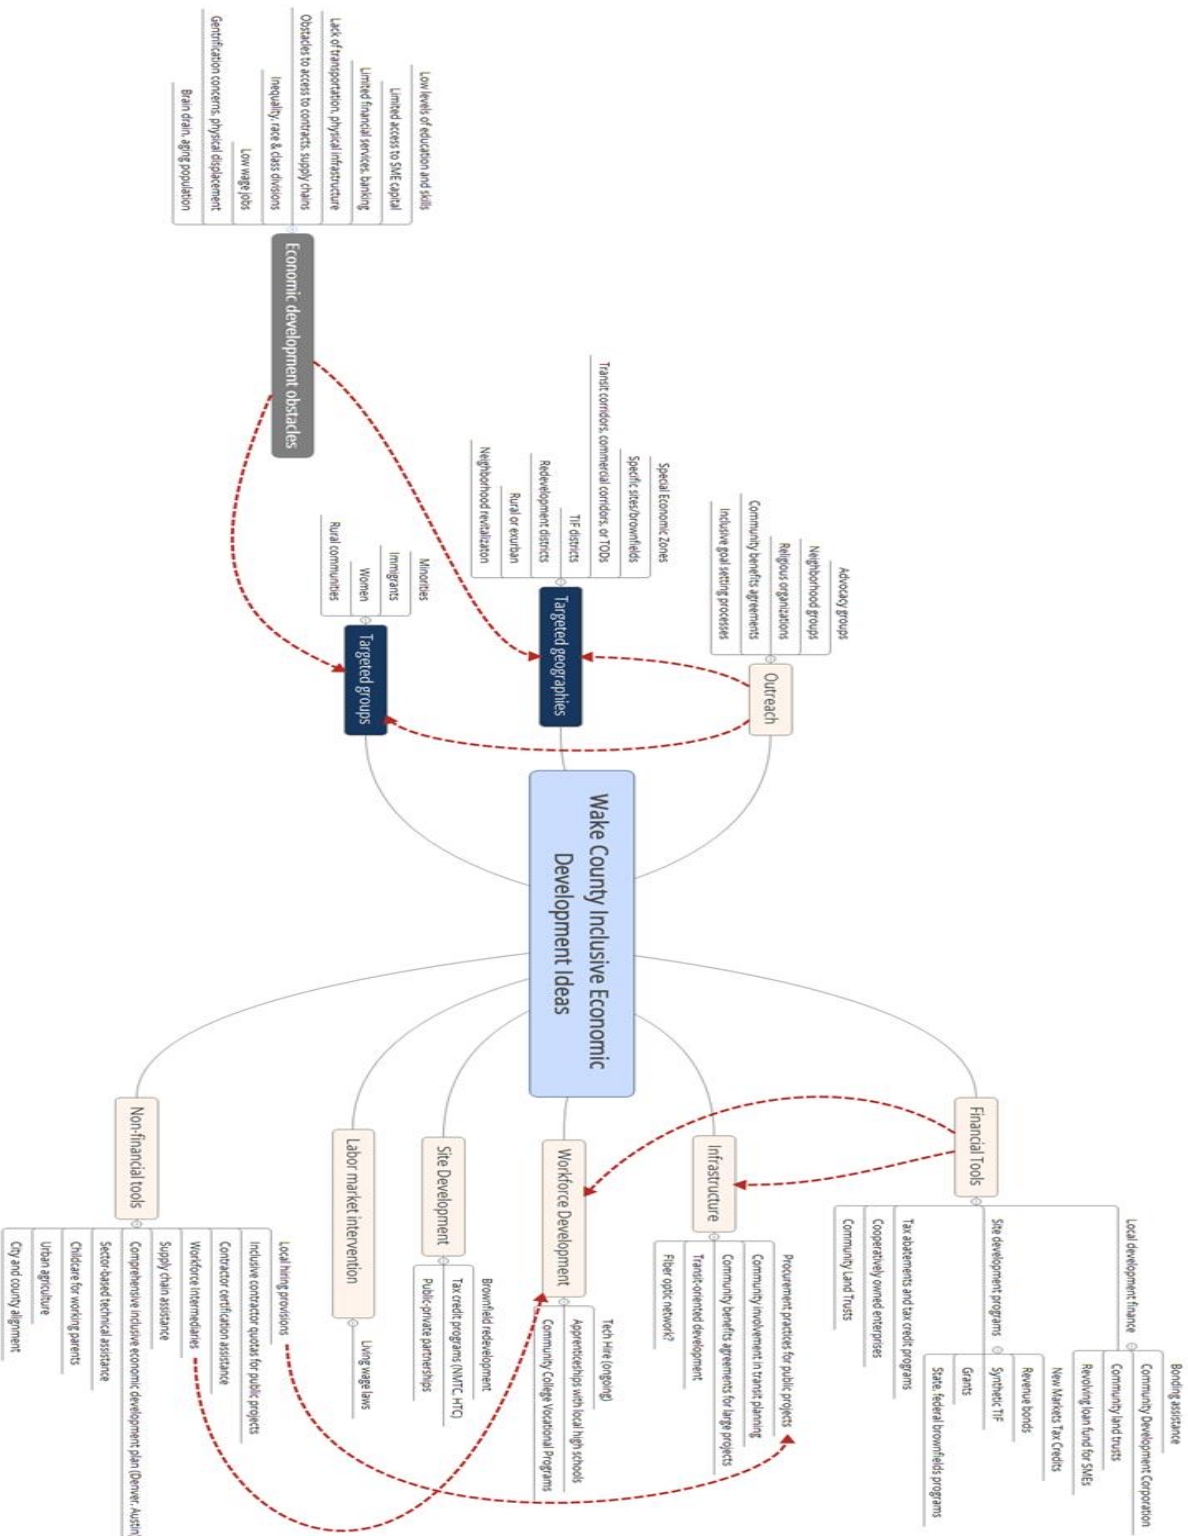 Wake County Inclusive Economic
Development Ideas
Outreach
Advocacy groups
Neighborhood groups
Religious organizations
Community benefits agreements
Inclusive goal setting processes
Targeted geographies
Special Economic Zones
Specific sites/brownfields
Transit corridors, commercial corridors, or TODs
TIF districts
Redevelopment districts
Rural or exurban
Neighborhood revitalizaton
Targeted groups
Minorities
Immigrants
Women
Rural communities
Economic development obstacles
Low levels of education and skills
Limited access to SME capital
Limited financial services, banking
Lack of transportation, physical infrastructure
Obstacles to access to contracts, supply chains
Inequality, race & class divisions
Low wage jobs
Gentrification concerns, physical displacement
Brain drain, aging population
Financial Tools
Local development finance
Bonding assistance
Community Development Corporation
Community land trusts
Revolving loan fund for SMEs
Site development programs
New Markets Tax Credits
Revenue bonds
Synthetic TIF
Grants
State, federal brownfields programs
Tax abatements and tax credit programs
Cooperatively owned enterprises
Community Land Trusts
Infrastructure
Procurement practices for public projects
Community involvement in transit planning
Community benefits agreements for large projects
Transit-oriented development
Fiber optic network?
Workforce Development
Tech Hire (ongoing)
Apprenticeships with local high schools
Community College Vocational Programs
Site Development
Brownfield redevelopment
Tax credit programs (NMTC, HTC)
Public-private partnerships
Labor market intervention
Living wage laws
Non-financial tools
Local hiring provisions
Inclusive contractor quotas for public projects
Contractor certification assistance
Workforce intermediaries
Supply chain assistance
Comprehensive inclusive economic development plan (Denver, Austin)
Sector-based technical assistance
Childcare for working parents
Urban agriculture
City and county alignment